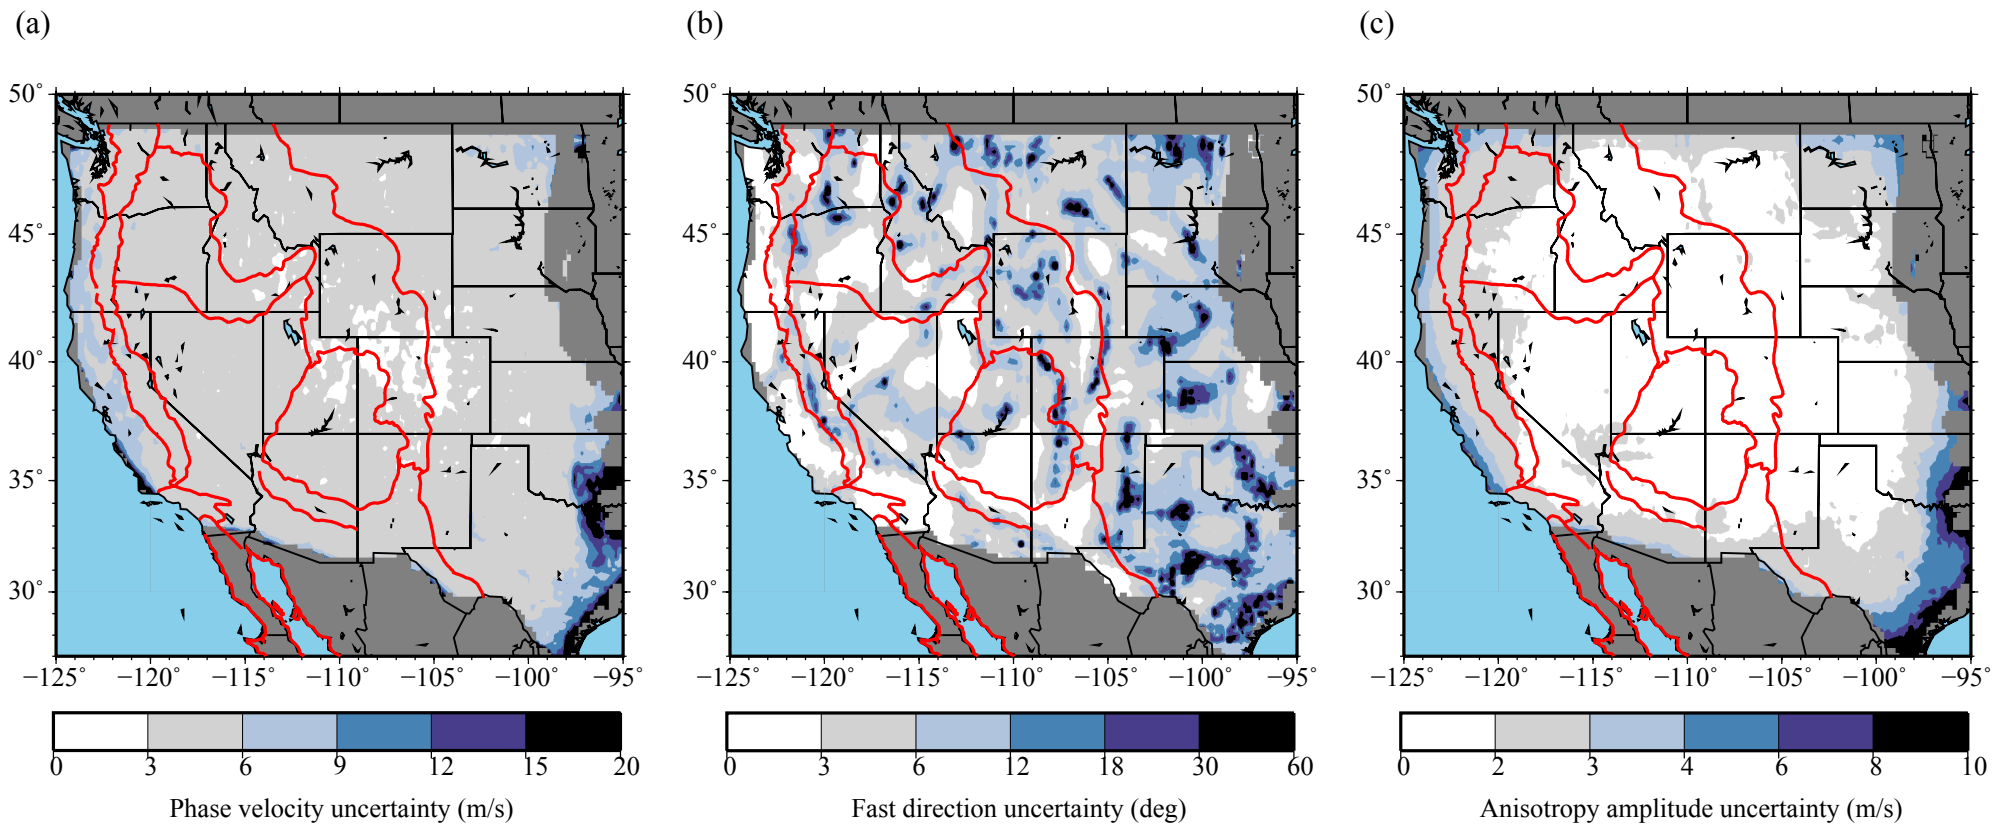 (a) (b) (c)
50° 50° 50°
45° 45° 45°
40° 40° 40°
35° 35° 35°
30° 30° 30°
−125 −120° −115° −110° −105° −100° −95° −125 −120° −115° −110° −105° −100° −95° −125 −120° −115° −110° −105° −100° −95°
0 3 6 9 12 15 20 0 3 6 12 18 30 60 0 2 3 4 6 8 10
Phase velocity uncertainty (m/s) Fast direction uncertainty (deg) Anisotropy amplitude uncertainty (m/s)